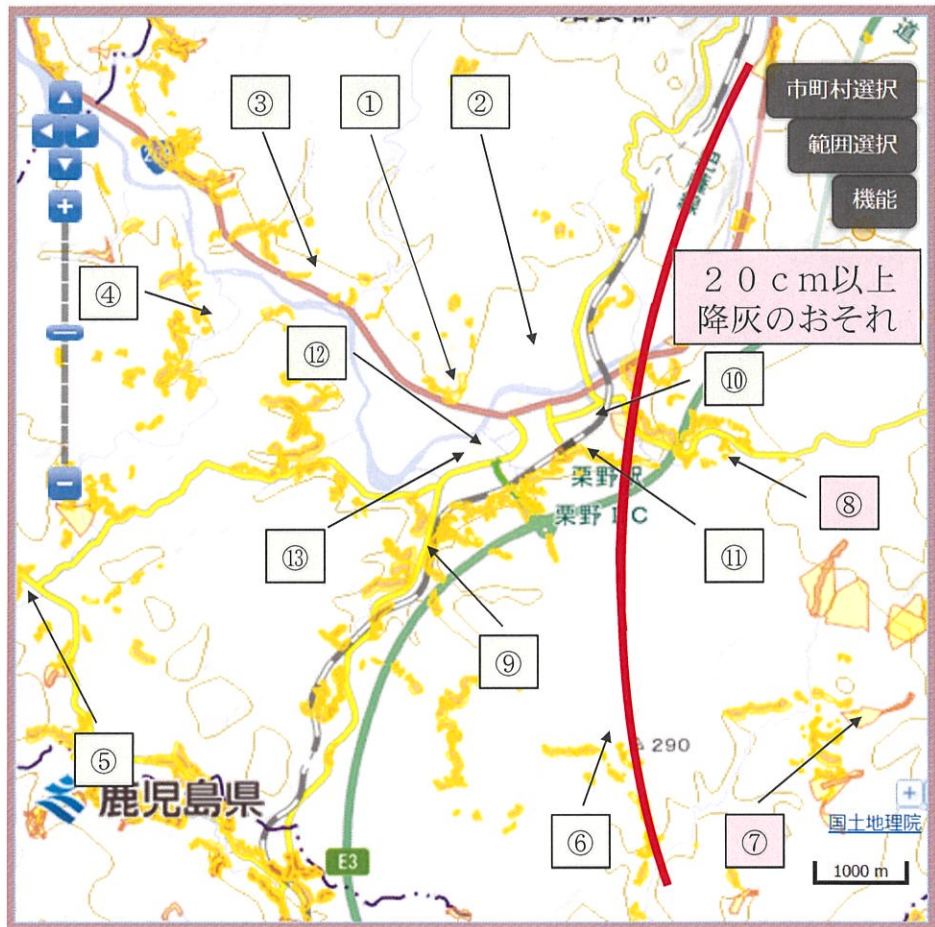 道
市町村選択
③
①
②
範囲選択
機能
④
２０ｃｍ以上
降灰のおそれ
⑫
⑩
栗野駅
⑧
栗野IC
⑬
⑪
⑨
290
⑤
鹿児島県
国土地理院
⑥
⑦
E3
1000 m